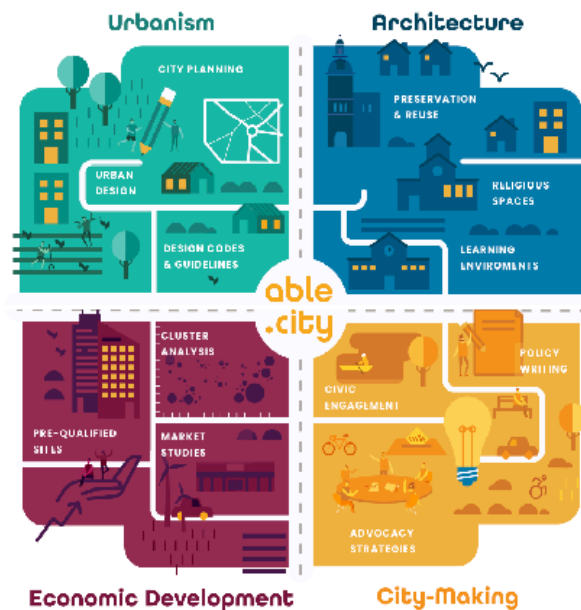 Urbanism
Architecture
CITY PLANNING
URBAN
DESIGN
DESIGN CODES
& GUIDELINES
PRESERVATION
& REUSE
RELIGIOUS
SPACES
LEARNING
ENVIROMENTS
able
.city
CLUSTER
ANALYSIS
PRE-QUALIFIED
SITES
MARKET
STUDIES
POLICY
WRITING
CIVIC
ENGAGEMENT
ADVOCACY
STRATEGIES
Economic Development
City-Making